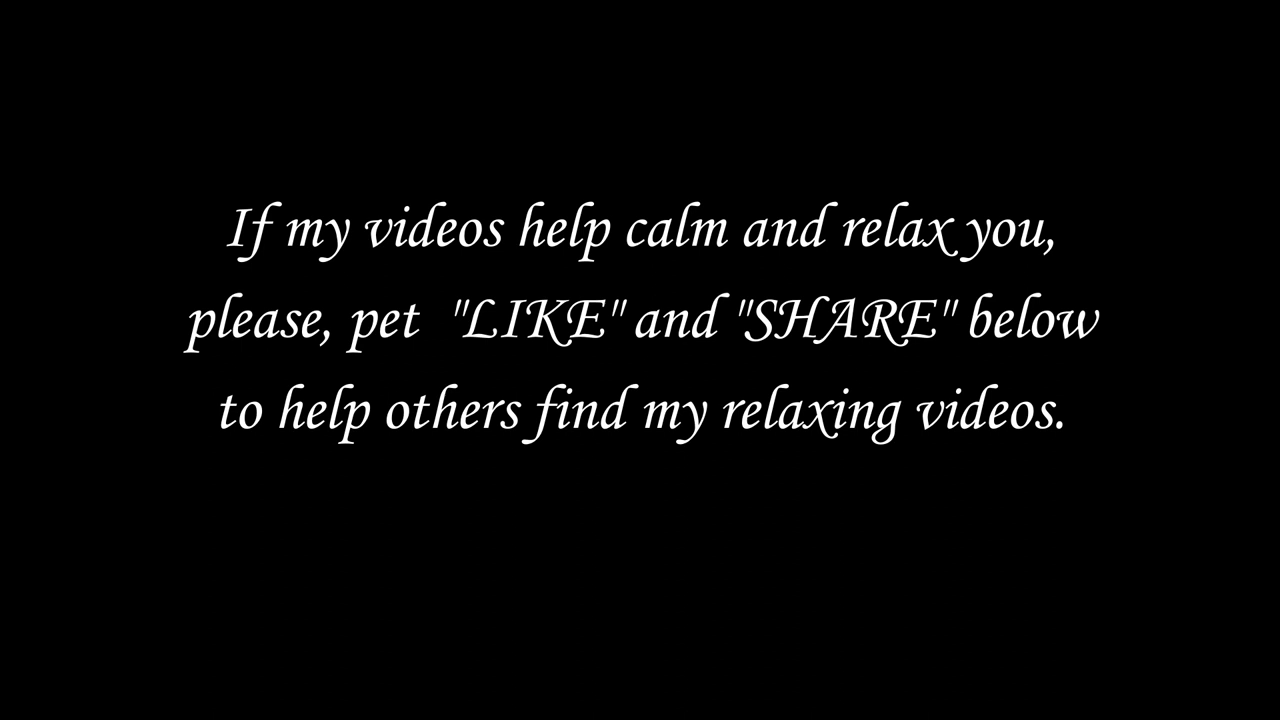 If my videos help calm and relax you,
please, pet "LIKE" and "SHARE" below
to help others find my relaxing videos.